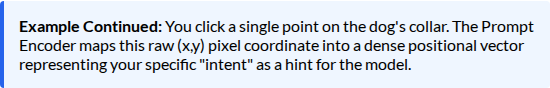 Example Continued: You click a single point on the dog's collar. The Prompt
Encoder maps this raw (x,y) pixel coordinate into a dense positional vector
representing your specific "intent" as a hint for the model.